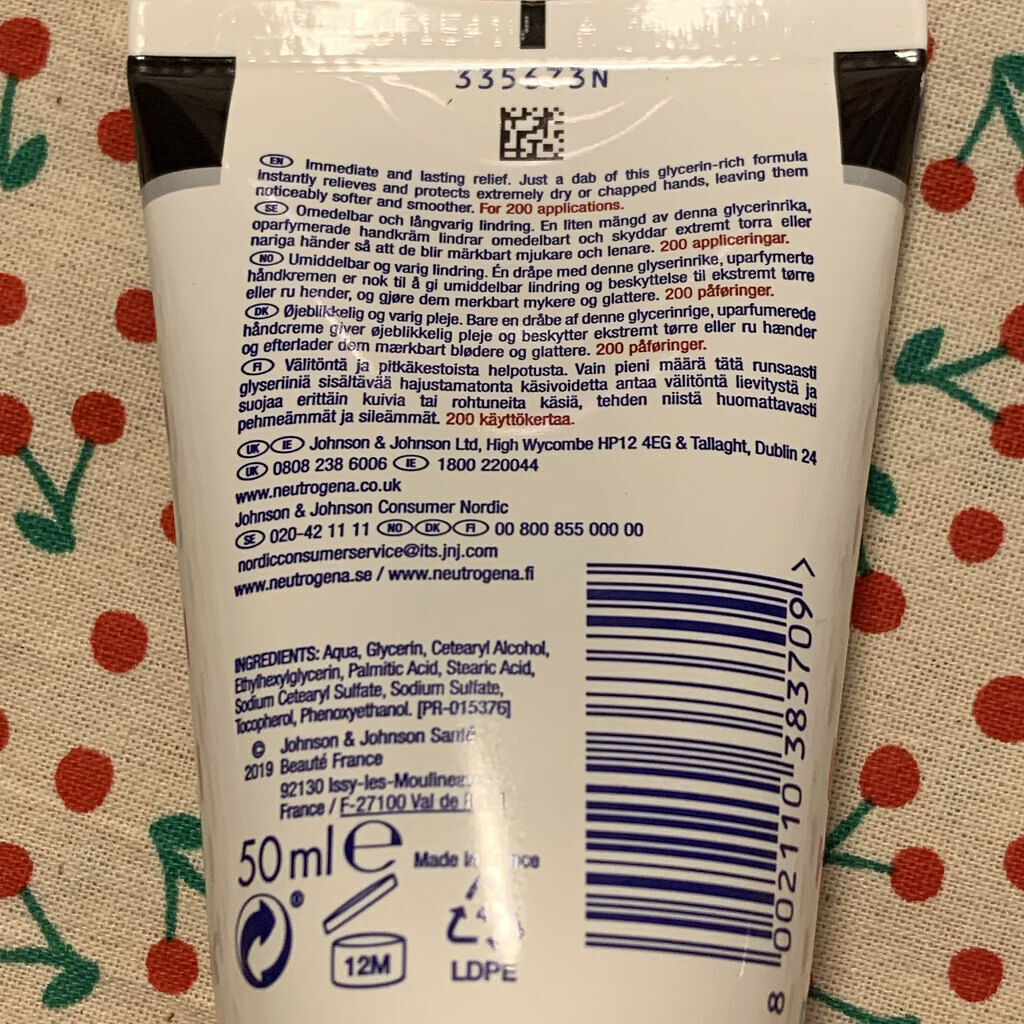 335673N
EN Immediate and lasting relief. Just a dab of this glycerin-rich formula
instantly relieves and protects extremely dry or chapped hands, leaving them
noticeably softer and smoother. For 200 applications.
SE Omedelbar och långvarig lindring. En liten mängd av denna glycerinrika,
oparfymerade handkräm lindrar omedelbart och skyddar extremt torra eller
nariga händer så att de blir märkbart mjukare och lenare. 200 appliceringar.
NO Umiddelbar og varig lindring. Én dråpe med denne glyserinrike, uparfymerte
håndkremen er nok til å gi umiddelbar lindring og beskyttelse til ekstremt tørre
eller ru hender, og gjøre dem merkbart mykere og glattere. 200 påføringer.
DK Øjeblikkelig og varig pleje. Bare en dråbe af denne glycerinrige, uparfumerede
håndcreme giver øjeblikkelig pleje og beskytter ekstremt tørre eller ru hænder
og efterlader dem mærkbart blødere og glattere. 200 påføringer.
FI Välitöntä ja pitkäkestoista helpotusta. Vain pieni määrä tätä runsaasti
glyseriiniä sisältävää hajustamatonta käsivoidetta antaa välitöntä lievitystä ja
suojaa erittäin kuivia tai rohtuneita käsiä, tehden niistä huomattavasti
pehmeämmät ja sileämmät. 200 käyttökertaa.
UK IE Johnson & Johnson Ltd, High Wycombe HP12 4EG & Tallaght, Dublin 24
UK 0808 238 6006 IE 1800 220044
www.neutrogena.co.uk
Johnson & Johnson Consumer Nordic
SE 020-42 11 11 NO DK FI 00 800 855 000 00
nordicconsumerservice@its.jnj.com
www.neutrogena.se / www.neutrogena.fi
INGREDIENTS: Aqua, Glycerin, Cetearyl Alcohol,
Ethylhexylglycerin, Palmitic Acid, Stearic Acid,
Sodium Cetearyl Sulfate, Sodium Sulfate,
Tocopherol, Phenoxyethanol. [PR-015376]
© Johnson & Johnson Santé
2019 Beauté France
92130 Issy-les-Moulineaux
France / F-27100 Val de
50 ml e
Made in France
12M
LDPE
8 002110 383709 >